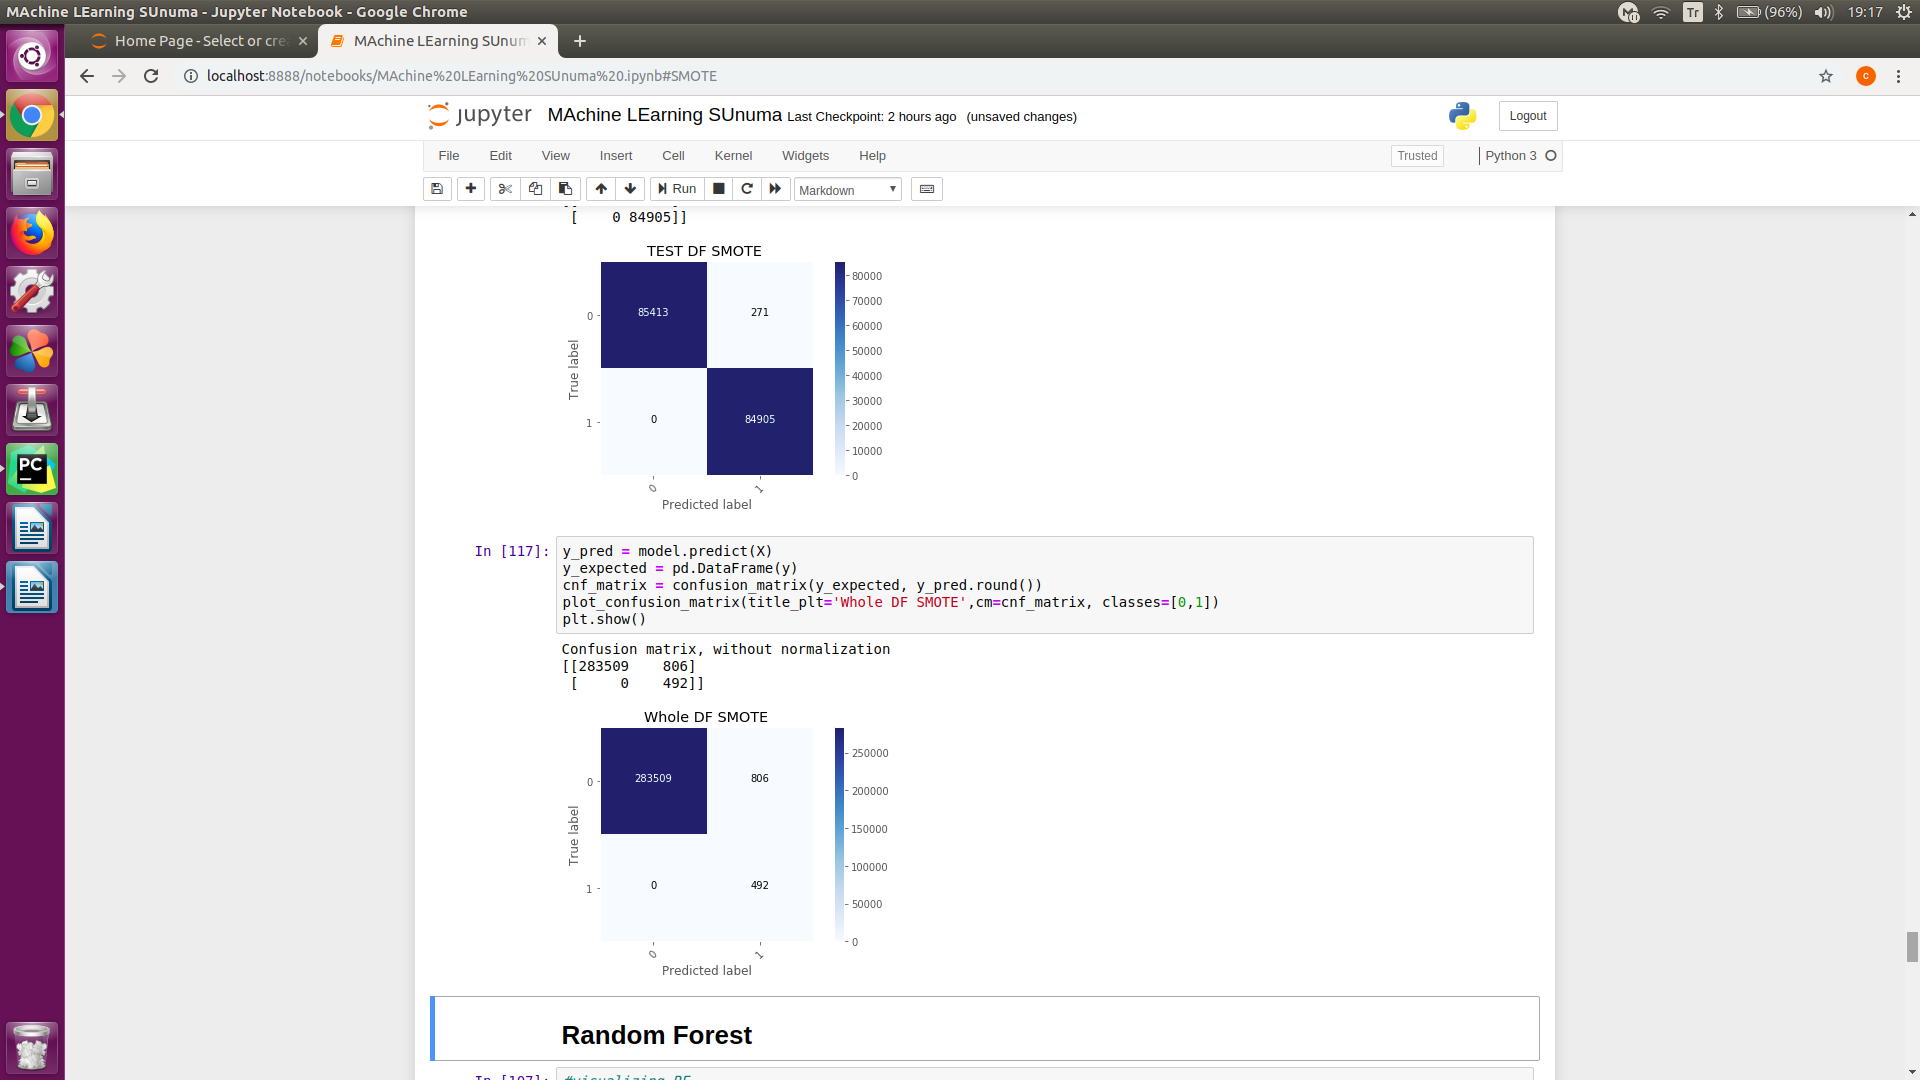 MAchine LEarning SUnuma - Jupyter Notebook - Google Chrome
Tr
(96%)
19:17
Home Page - Select or cre
MAchine LEarning SUnum
localhost:8888/notebooks/MAchine%20LEarning%20SUnuma%20.ipynb#SMOTE
c
jupyter
MAchine LEarning SUnuma Last Checkpoint: 2 hours ago (unsaved changes)
Logout
File Edit View Insert Cell Kernel Widgets Help
Trusted
Python 3
Run
Markdown
[ 0 84905]]
TEST DF SMOTE
85413 271
0 84905
0
1
True label
0 1
Predicted label
80000
70000
60000
50000
40000
30000
20000
10000
0
In [117]:
y_pred = model.predict(X)
y_expected = pd.DataFrame(y)
cnf_matrix = confusion_matrix(y_expected, y_pred.round())
plot_confusion_matrix(title_plt='Whole DF SMOTE',cm=cnf_matrix, classes=[0,1])
plt.show()
Confusion matrix, without normalization
[[283509 806]
[ 0 492]]
Whole DF SMOTE
283509 806
0 492
0
1
True label
0 1
Predicted label
250000
200000
150000
100000
50000
0
Random Forest
PC